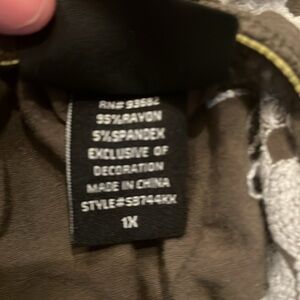 RN# 93682
95%RAYON
5%SPANDEX
EXCLUSIVE OF
DECORATION
MADE IN CHINA
STYLE#SB744KK
1X